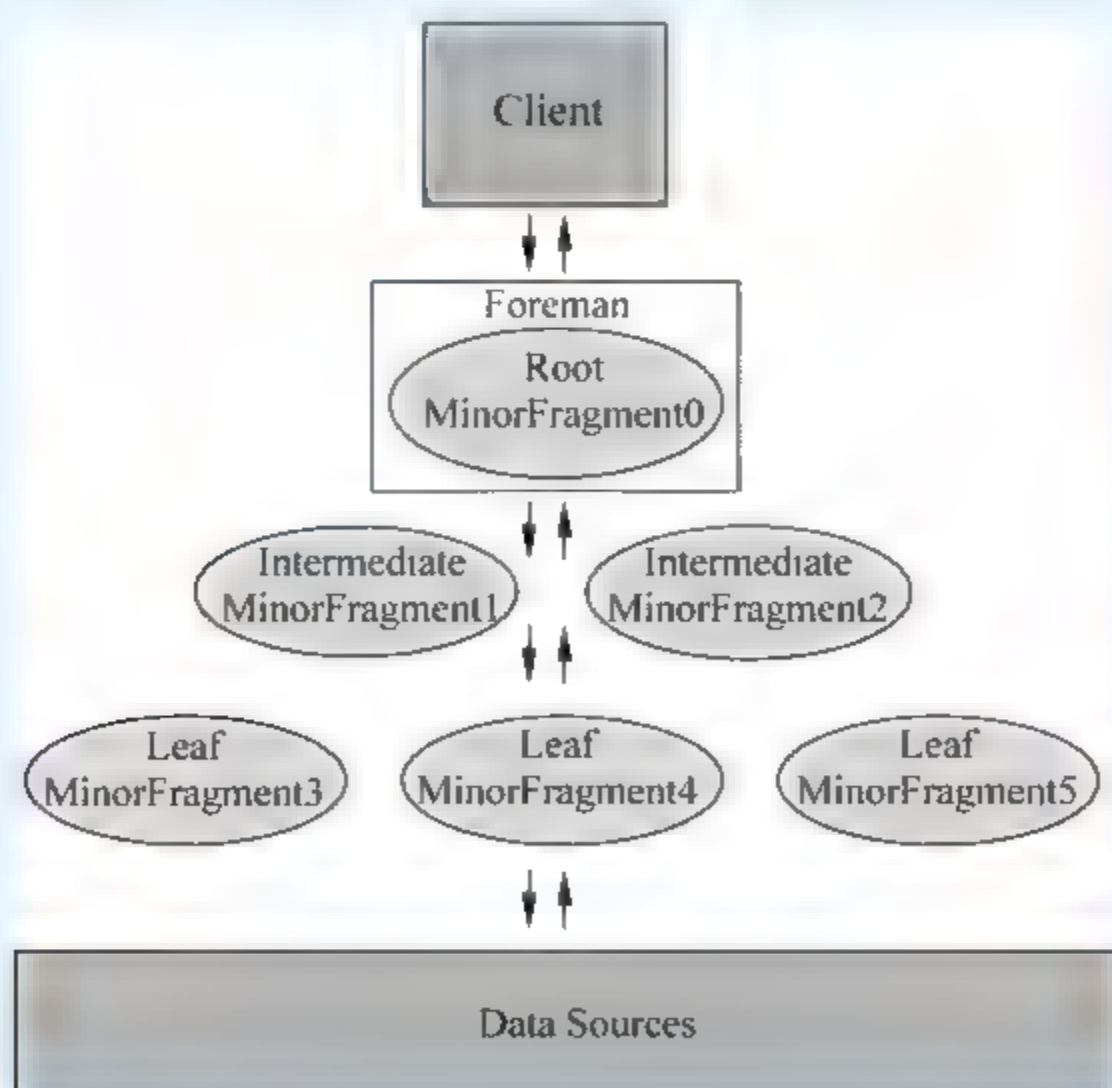 Client
Foreman
Root
MinorFragment0
Intermediate
MinorFragment1
Intermediate
MinorFragment2
Leaf
MinorFragment3
Leaf
MinorFragment4
Leaf
MinorFragment5
Data Sources